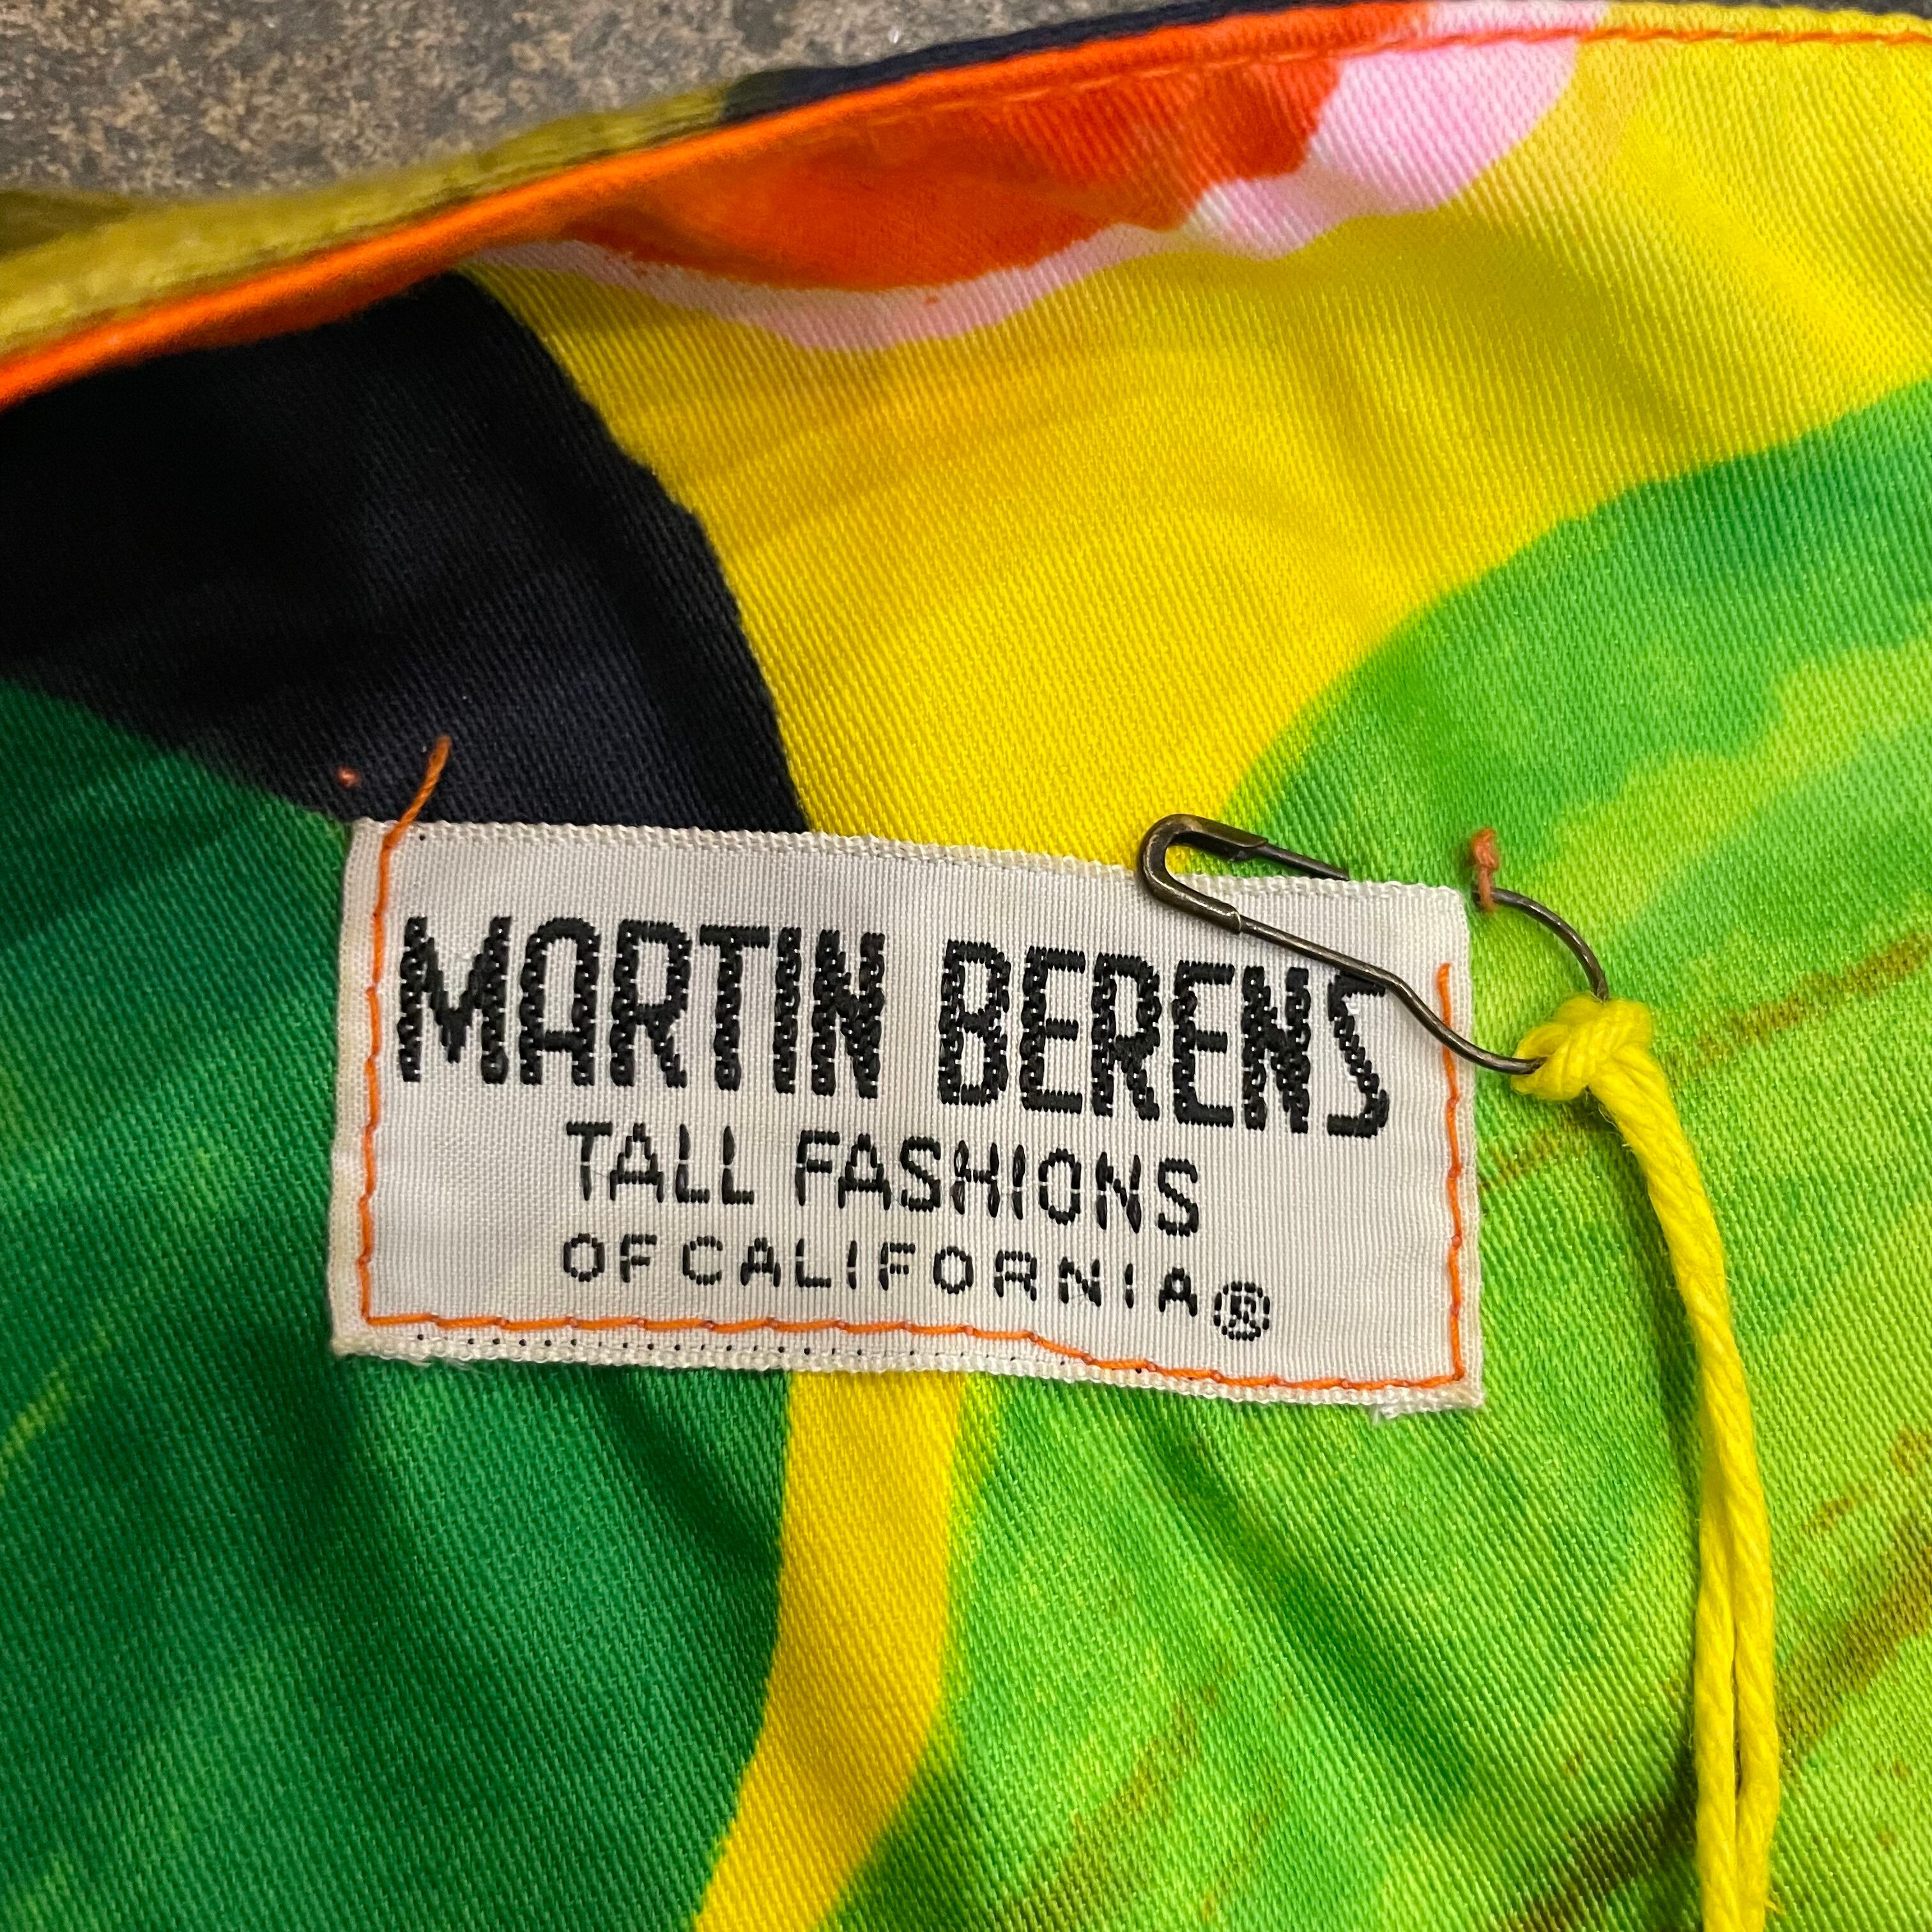 MARTIN BERENS
TALL FASHIONS
OF CALIFORNIA®